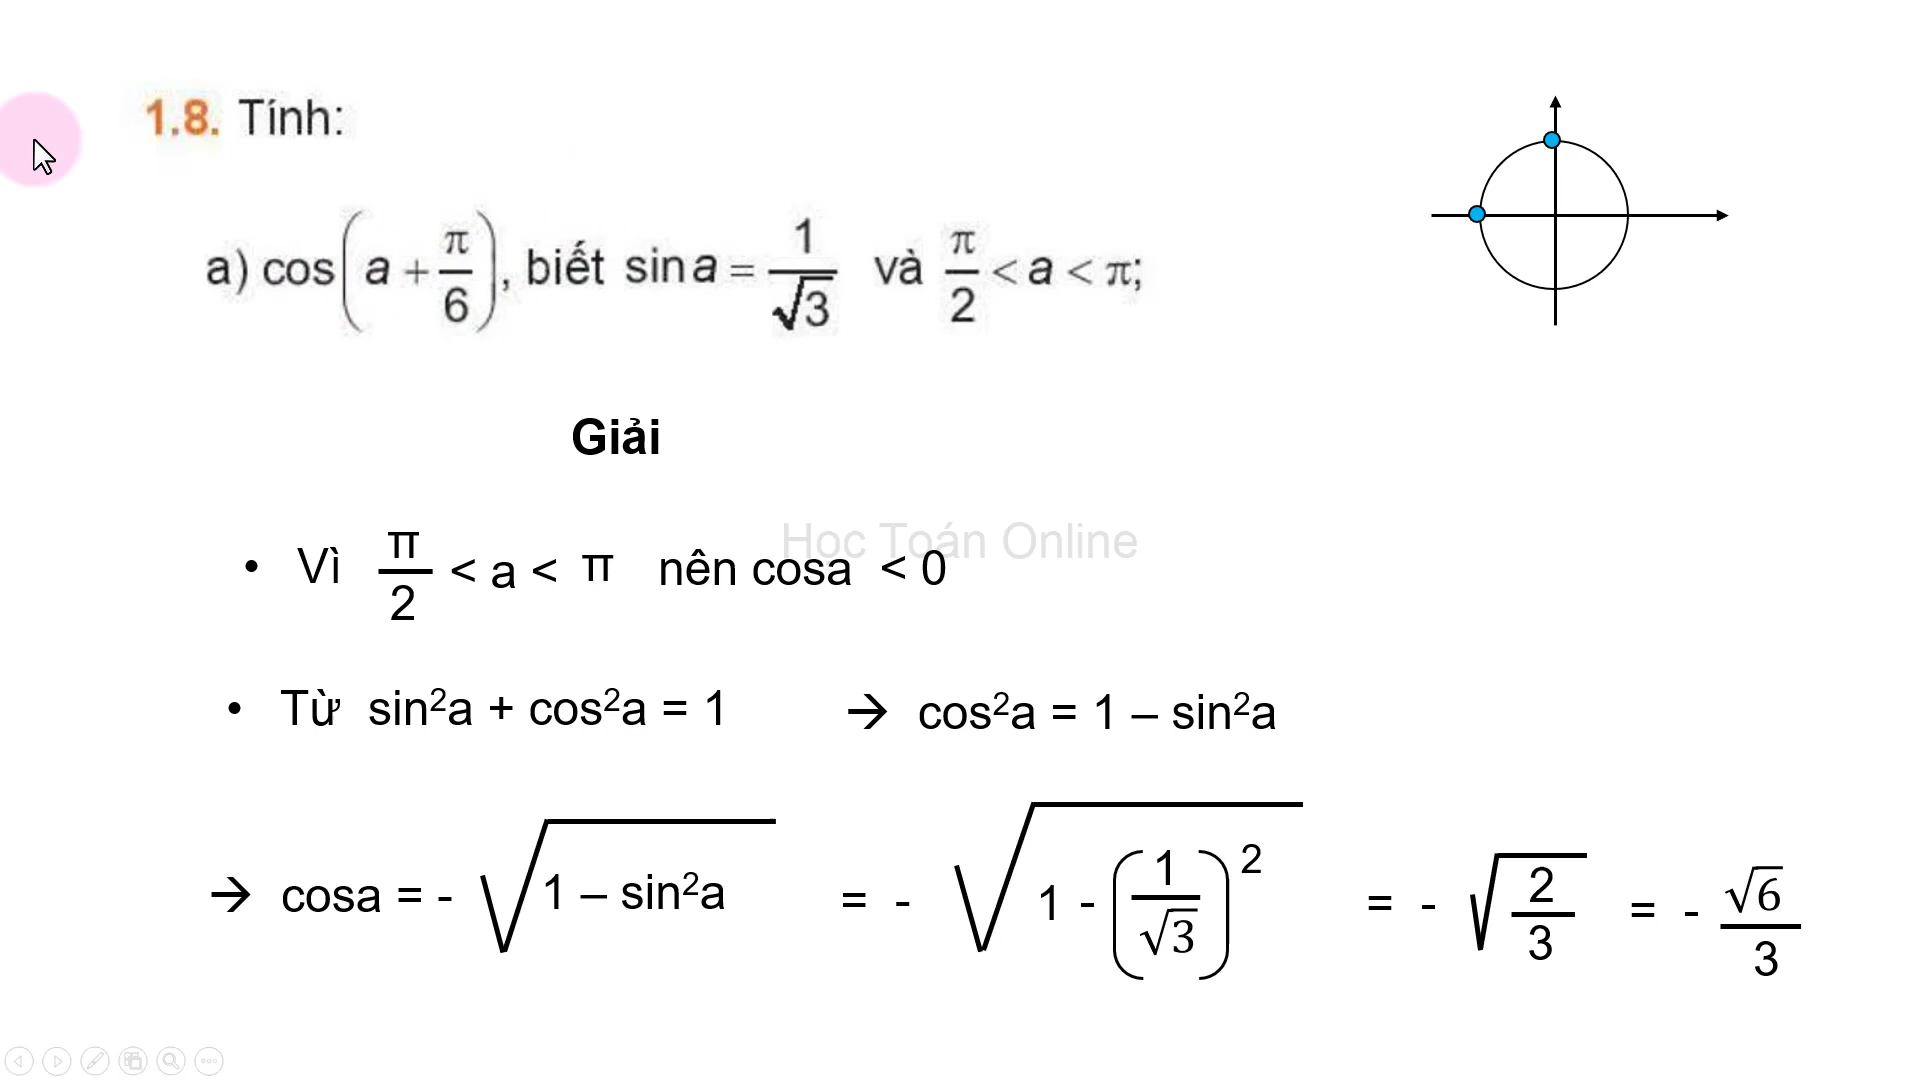 1.8. Tính:
a) cos(a + π/6), biết sin a = 1/√3 và π/2 < a < π;
Giải
Học Toán Online
• Vì π/2 < a < π nên cosa < 0
• Từ sin²a + cos²a = 1 → cos²a = 1 – sin²a
→ cosa = - √(1 – sin²a) = - √(1 - (1/√3)²) = - √(2/3) = - √6/3